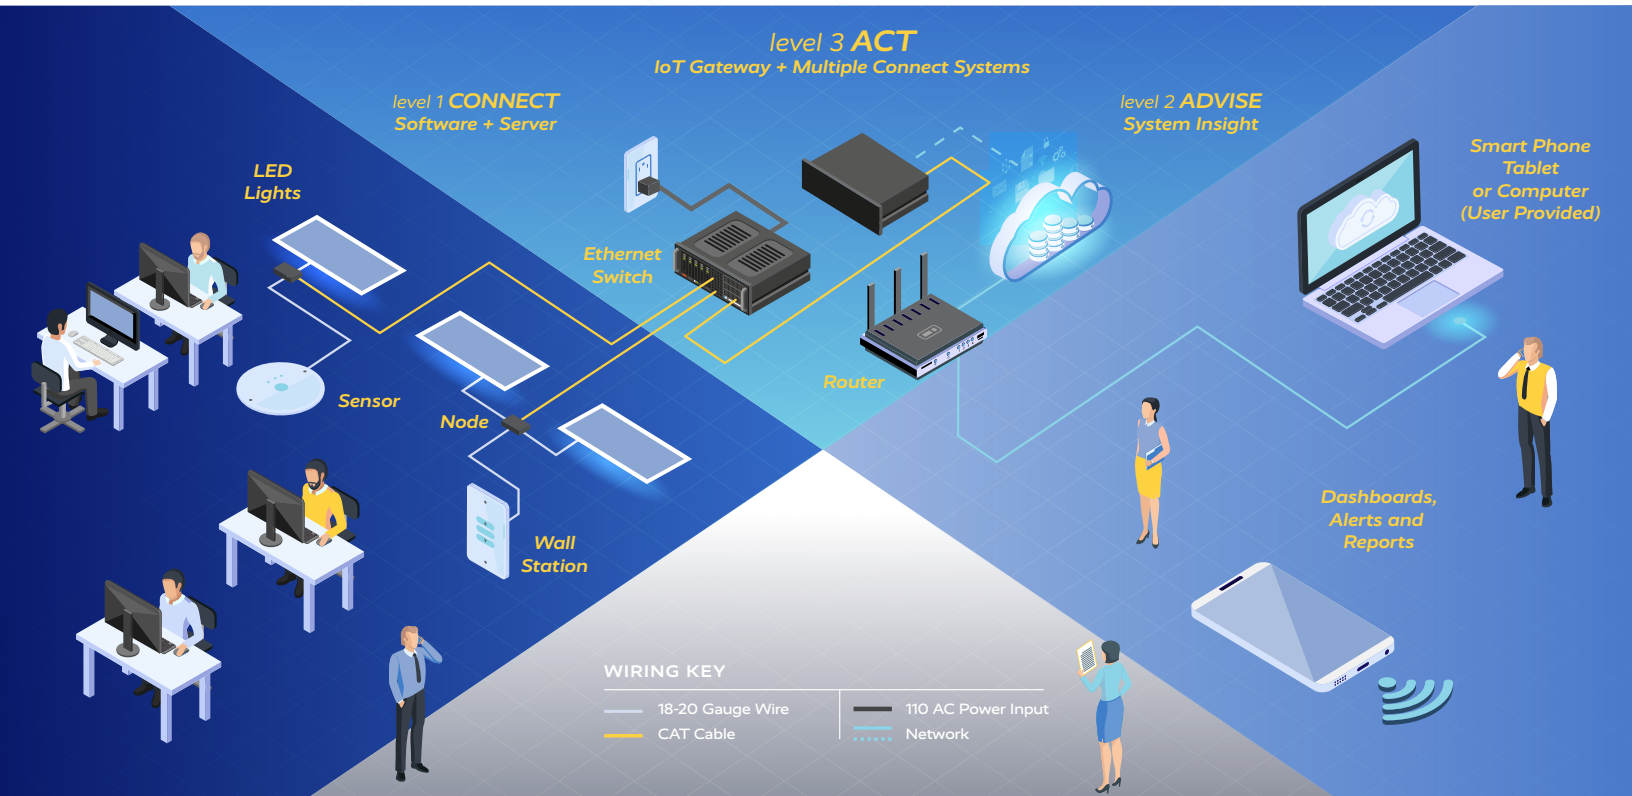 level 3 ACT
IoT Gateway + Multiple Connect Systems
level 1 CONNECT
Software + Server
level 2 ADVISE
System Insight
LED
Lights
Smart Phone
Tablet
or Computer
(User Provided)
Ethernet
Switch
Sensor
Node
Router
Wall
Station
Dashboards,
Alerts and
Reports
WIRING KEY
18-20 Gauge Wire
CAT Cable
110 AC Power Input
Network